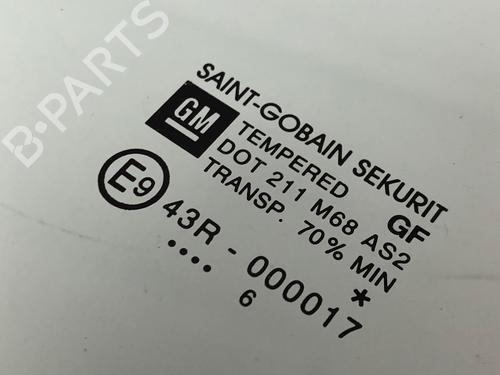 B-PARTS
SAINT-GOBAIN SEKURIT
GM
TEMPERED GF
DOT 211 M68 AS2
TRANSP. 70% MIN
E9 43R - 000017 *
.... 6